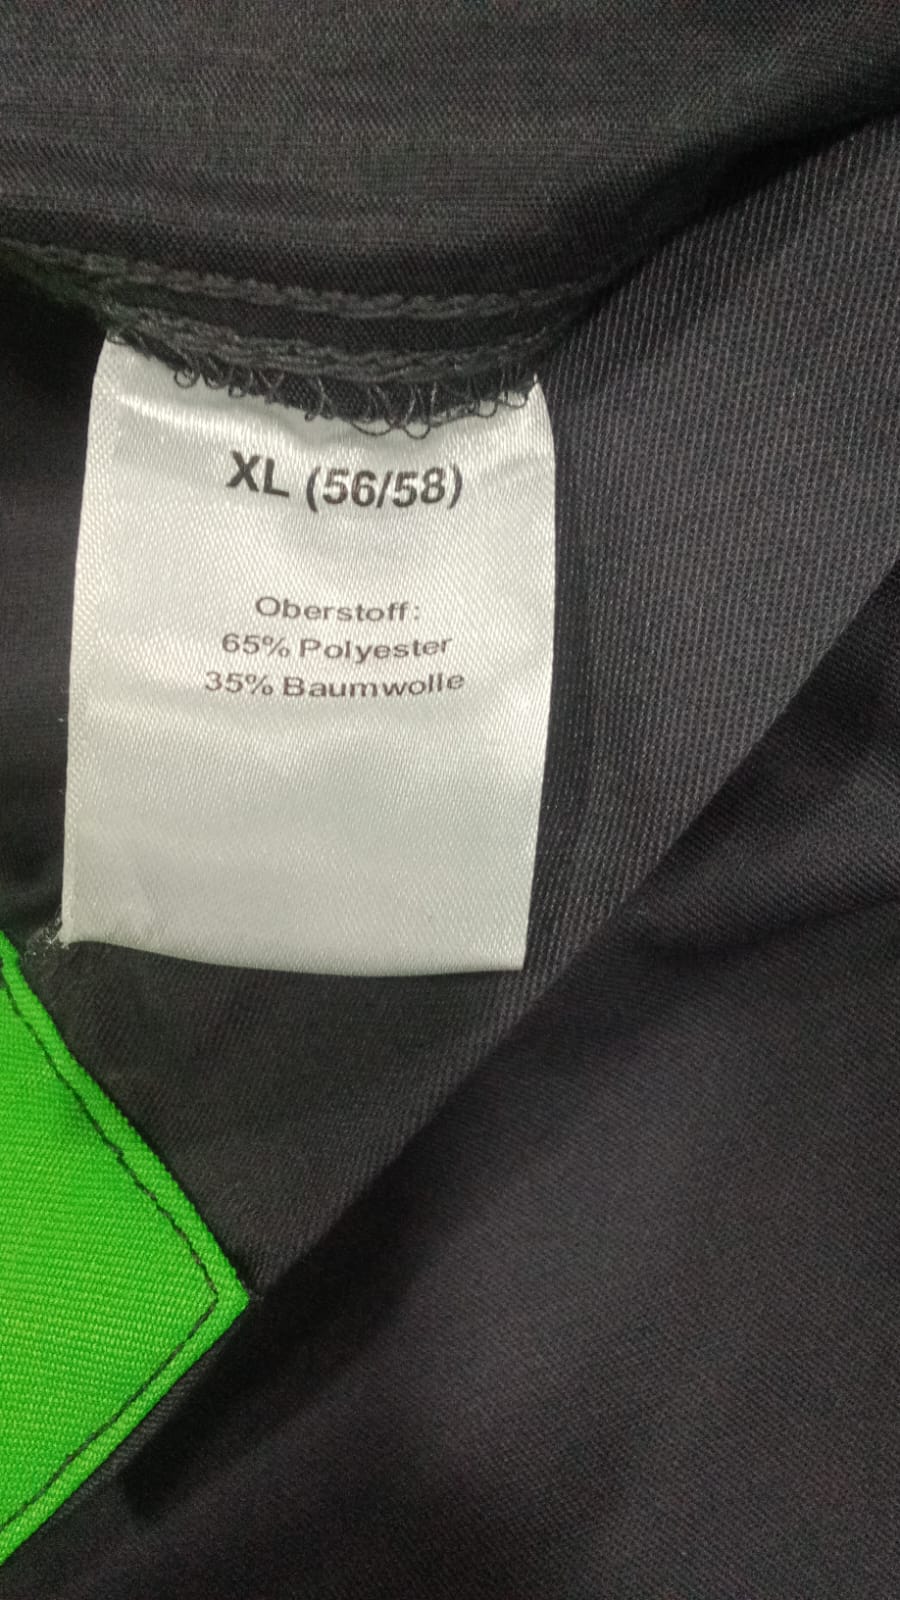 XL (56/58)
Oberstoff:
65% Polyester
35% Baumwolle